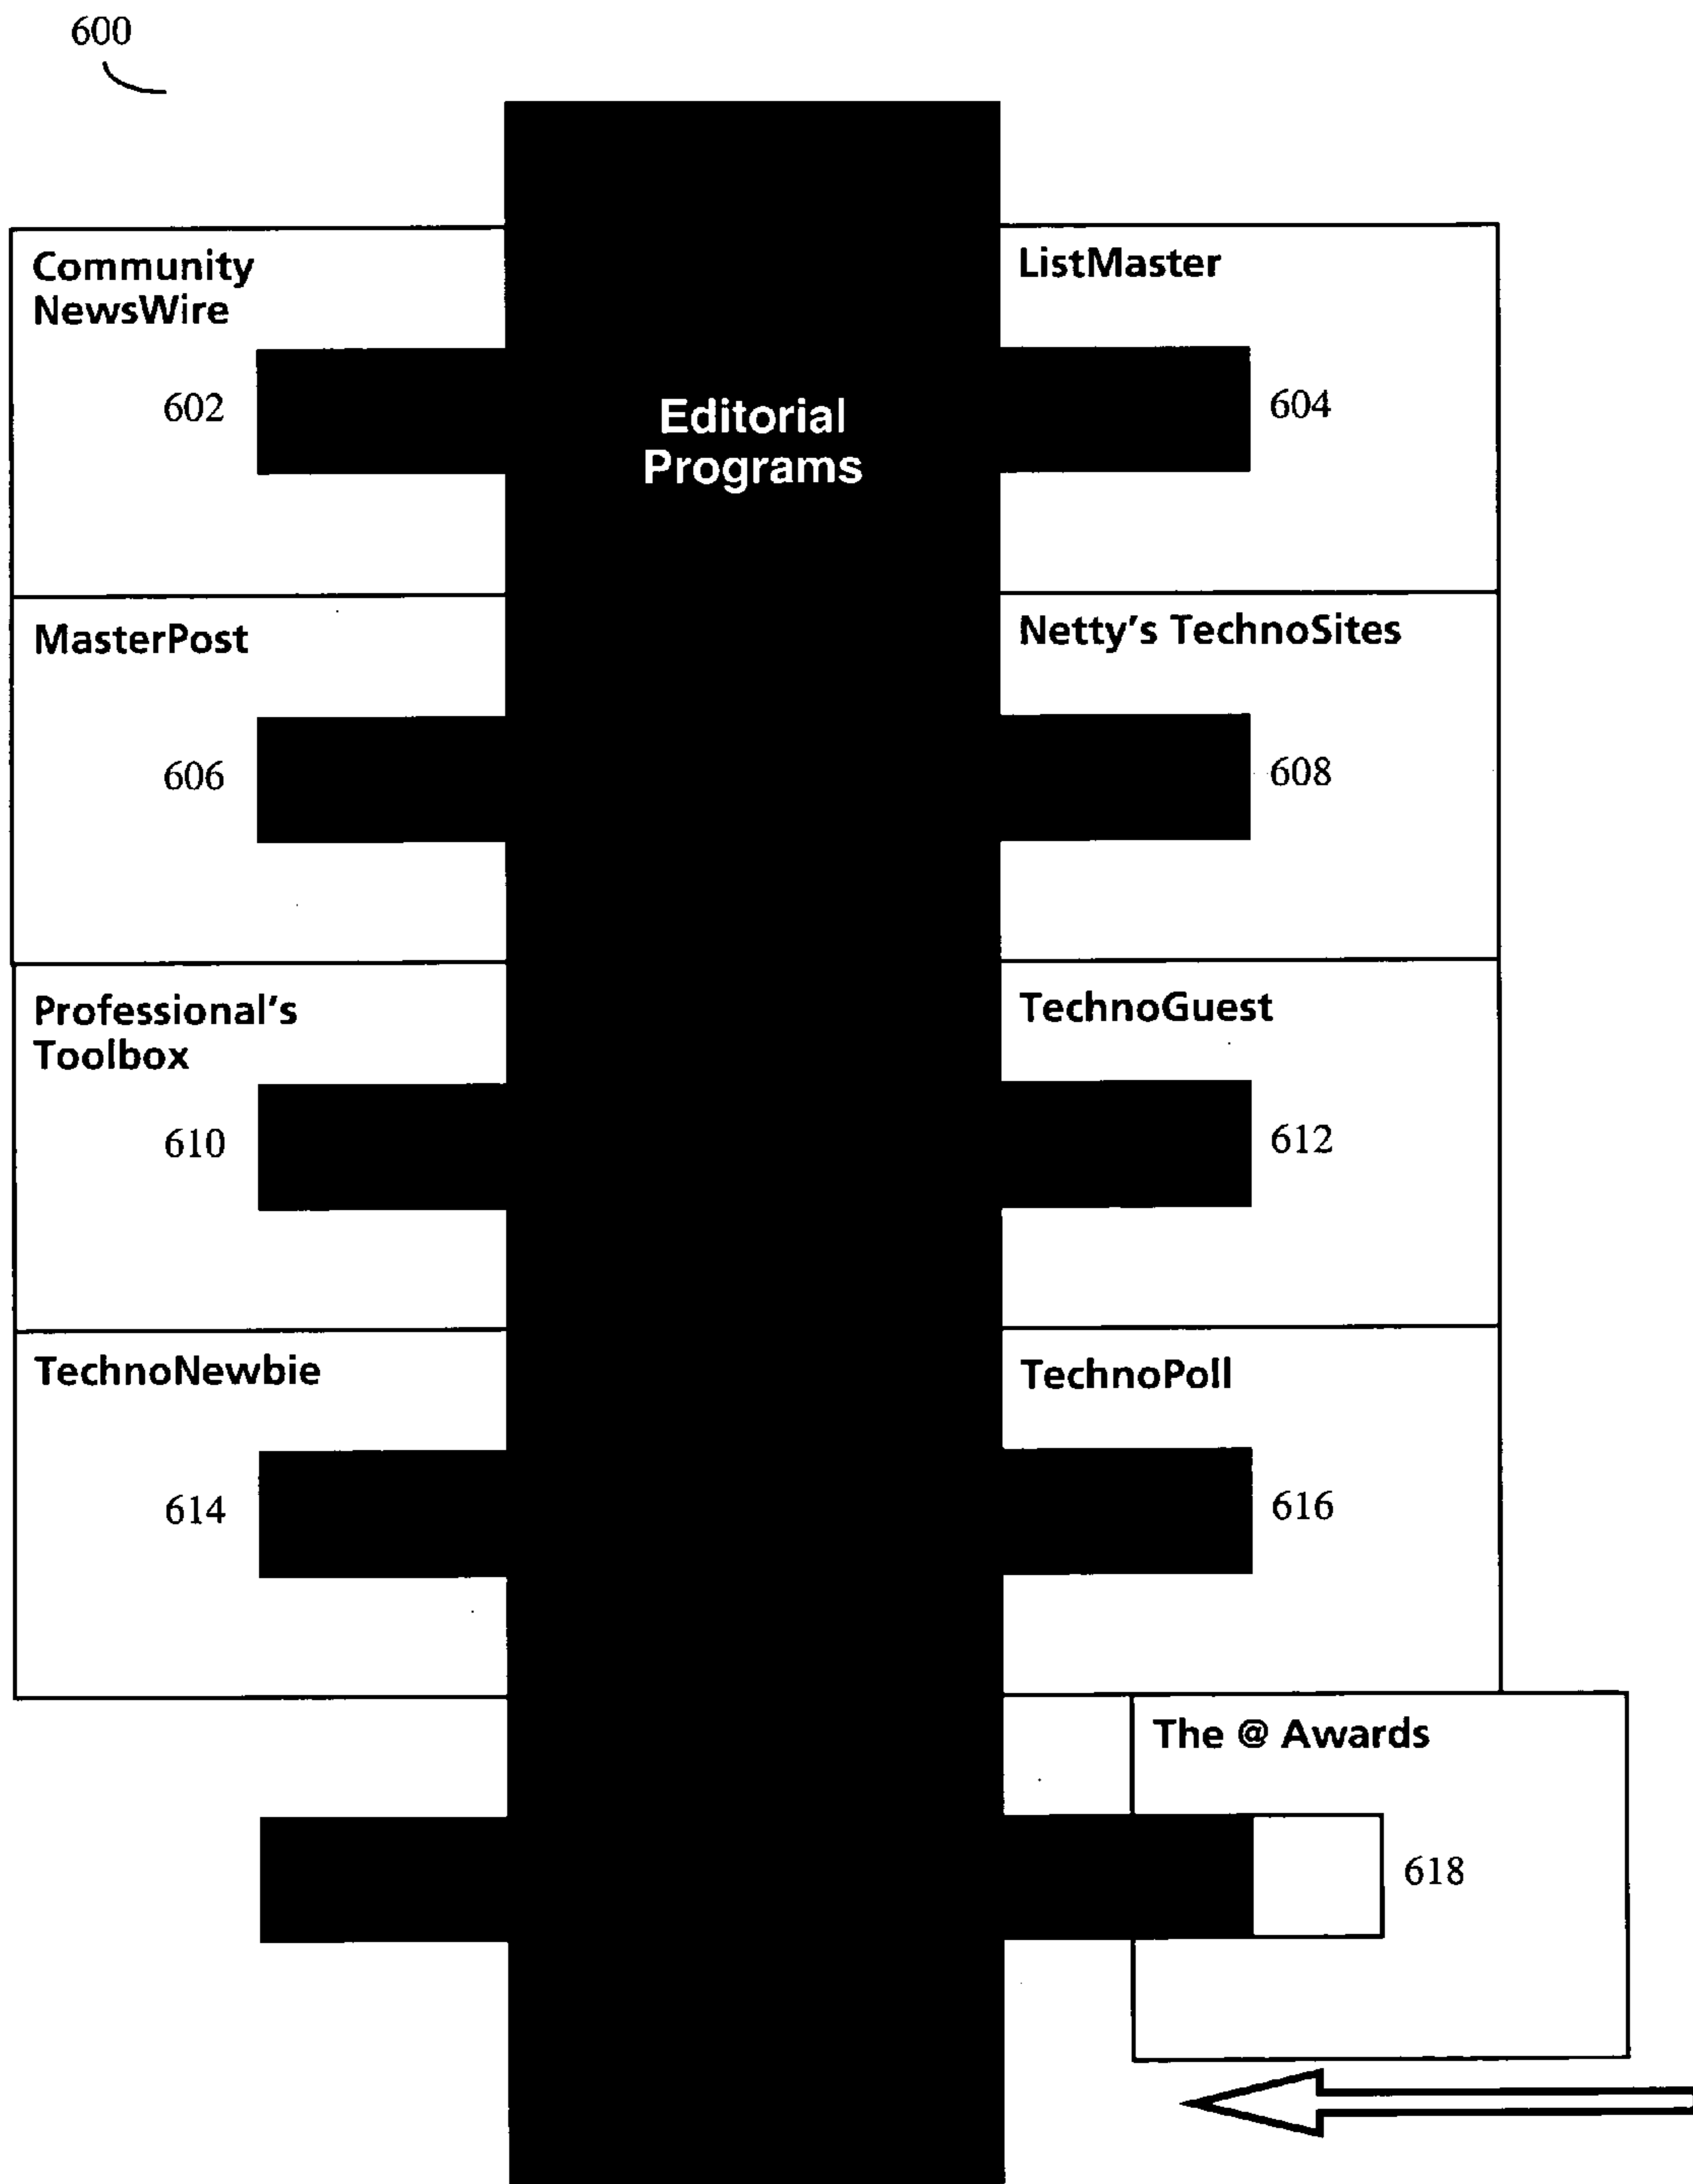 600
Community
NewsWire
602
Editorial
Programs
ListMaster
604
MasterPost
606
Netty's TechnoSites
608
Professional's
Toolbox
610
TechnoGuest
612
TechnoNewbie
614
TechnoPoll
616
The @ Awards
618